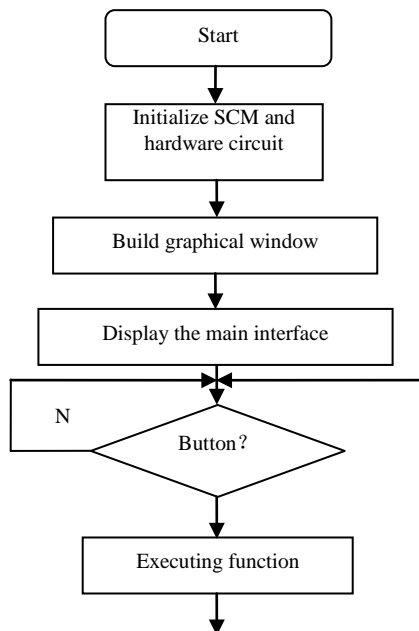 Start
Initialize SCM and
hardware circuit
Build graphical window
Display the main interface
N
Button？
Executing function